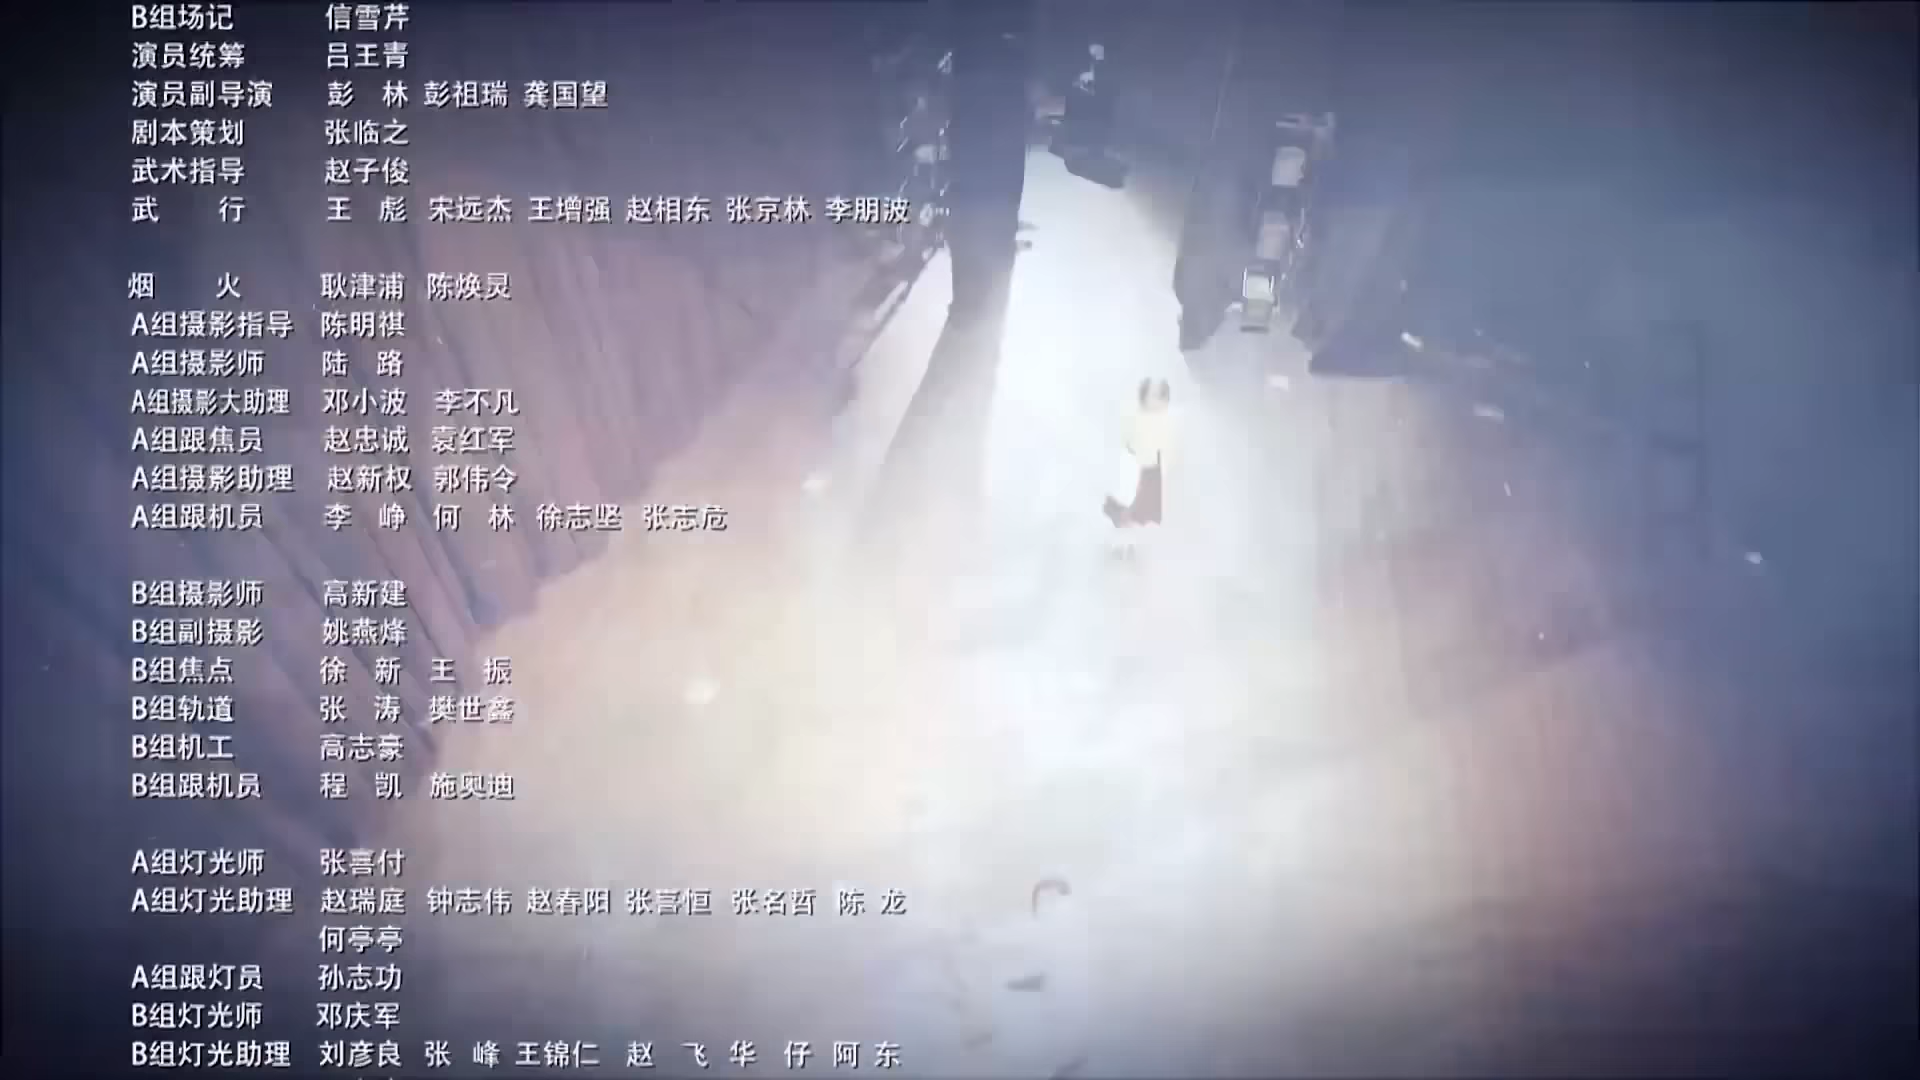 B组场记 信雪芹
演员统筹 吕王青
演员副导演 彭 林 彭祖瑞 龚国望
剧本策划 张临之
武术指导 赵子俊
武 行 王 彪 宋远杰 王增强 赵相东 张京林 李朋波
烟 火 耿津浦 陈焕灵
A组摄影指导 陈明祺
A组摄影师 陆 路
A组摄影大助理 邓小波 李不凡
A组跟焦员 赵忠诚 袁红军
A组摄影助理 赵新权 郭伟令
A组跟机员 李 峥 何 林 徐志坚 张志危
B组摄影师 高新建
B组副摄影 姚燕烽
B组焦点 徐 新 王 振
B组轨道 张 涛 樊世鑫
B组机工 高志豪
B组跟机员 程 凯 施奥迪
A组灯光师 张喜付
A组灯光助理 赵瑞庭 钟志伟 赵春阳 张喜恒 张名哲 陈 龙
何亭亭
A组跟灯员 孙志功
B组灯光师 邓庆军
B组灯光助理 刘彦良 张 峰 王锦仁 赵 飞 华 仔 阿 东